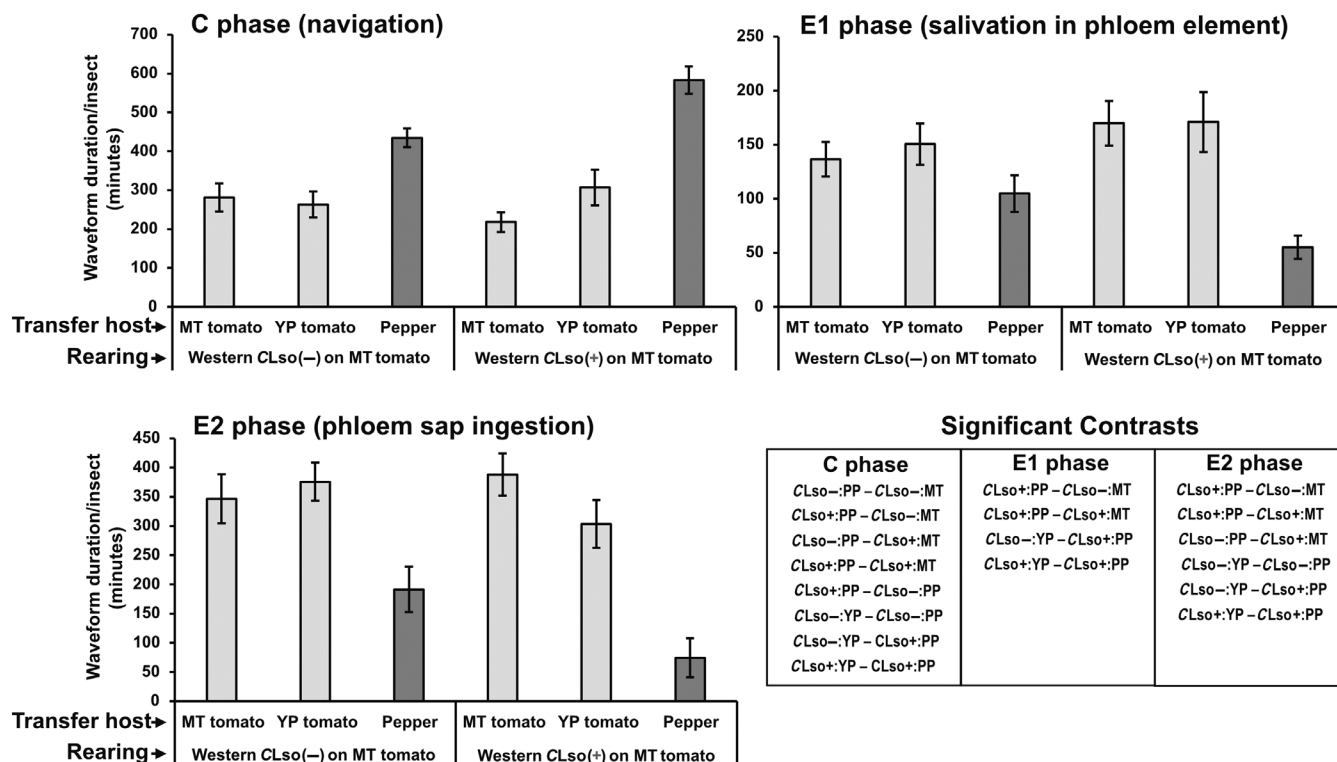 C phase (navigation)
Waveform duration/insect
(minutes)
700
600
500
400
300
200
100
0
Transfer host
MT tomato YP tomato Pepper MT tomato YP tomato Pepper
Rearing
Western CLso(–) on MT tomato Western CLso(+) on MT tomato
E1 phase (salivation in phloem element)
250
200
150
100
50
0
MT tomato YP tomato Pepper MT tomato YP tomato Pepper
Western CLso(–) on MT tomato Western CLso(+) on MT tomato
E2 phase (phloem sap ingestion)
Waveform duration/insect
(minutes)
450
400
350
300
250
200
150
100
50
0
Transfer host
MT tomato YP tomato Pepper MT tomato YP tomato Pepper
Rearing
Western CLso(–) on MT tomato Western CLso(+) on MT tomato
Significant Contrasts
C phase
CLso–:PP – CLso–:MT
CLso+:PP – CLso–:MT
CLso–:PP – CLso+:MT
CLso+:PP – CLso+:MT
CLso+:PP – CLso–:PP
CLso–:YP – CLso–:PP
CLso–:YP – CLso+:PP
CLso+:YP – CLso+:PP
E1 phase
CLso+:PP – CLso–:MT
CLso+:PP – CLso+:MT
CLso–:YP – CLso+:PP
CLso+:YP – CLso+:PP
E2 phase
CLso+:PP – CLso–:MT
CLso+:PP – CLso+:MT
CLso–:PP – CLso+:MT
CLso–:YP – CLso–:PP
CLso–:YP – CLso+:PP
CLso+:YP – CLso+:PP